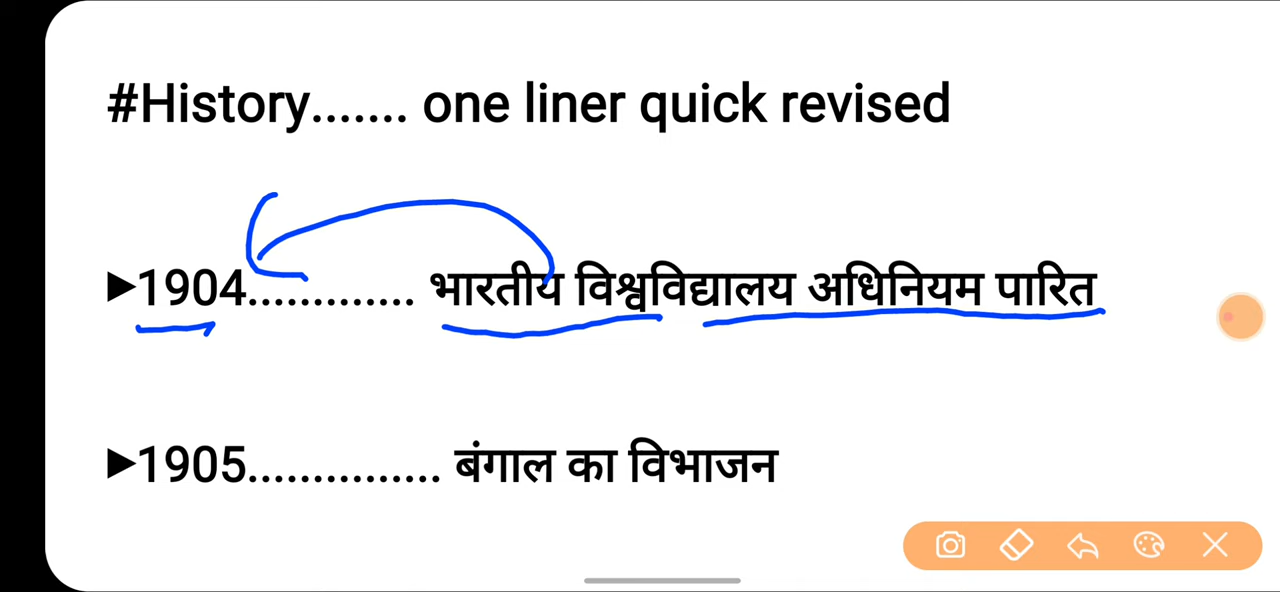 #History....... one liner quick revised
▶1904............. भारतीय विश्वविद्यालय अधिनियम पारित
▶1905............... बंगाल का विभाजन